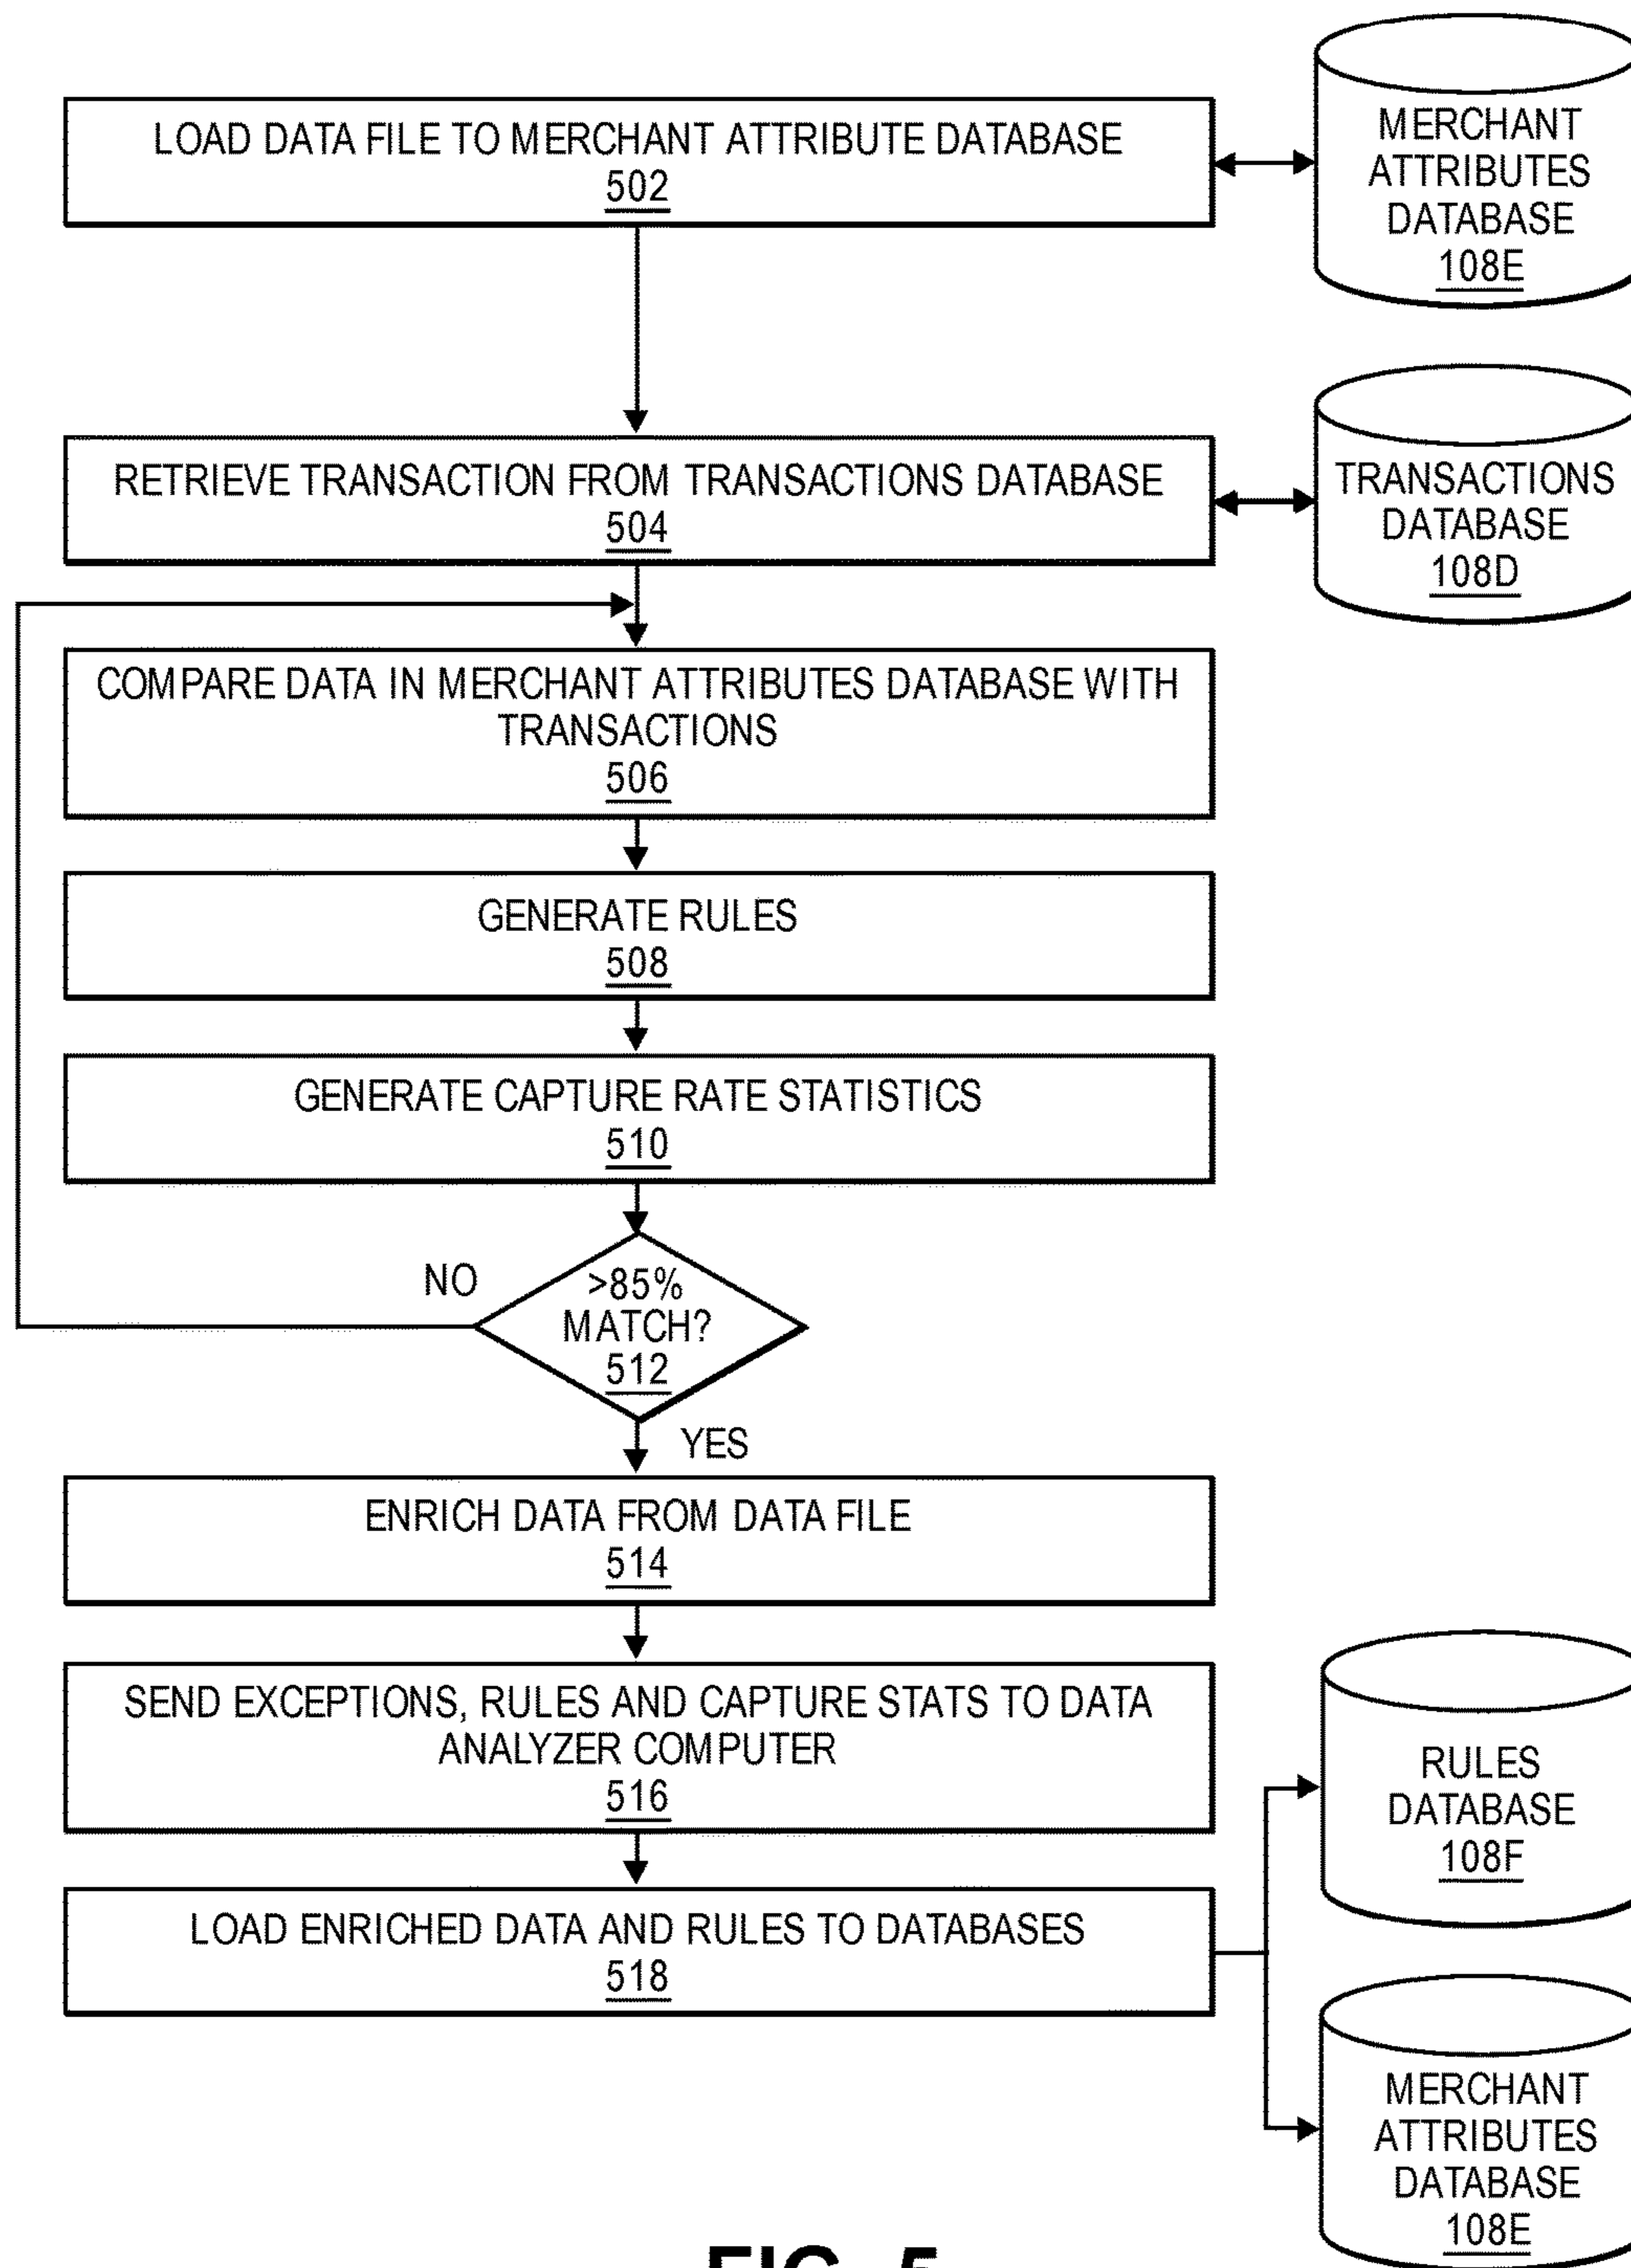 LOAD DATA FILE TO MERCHANT ATTRIBUTE DATABASE
502
MERCHANT
ATTRIBUTES
DATABASE
108E
RETRIEVE TRANSACTION FROM TRANSACTIONS DATABASE
504
TRANSACTIONS
DATABASE
108D
COMPARE DATA IN MERCHANT ATTRIBUTES DATABASE WITH
TRANSACTIONS
506
GENERATE RULES
508
GENERATE CAPTURE RATE STATISTICS
510
NO
>85%
MATCH?
512
YES
ENRICH DATA FROM DATA FILE
514
SEND EXCEPTIONS, RULES AND CAPTURE STATS TO DATA
ANALYZER COMPUTER
516
RULES
DATABASE
108F
LOAD ENRICHED DATA AND RULES TO DATABASES
518
MERCHANT
ATTRIBUTES
DATABASE
108E
FIG. 5